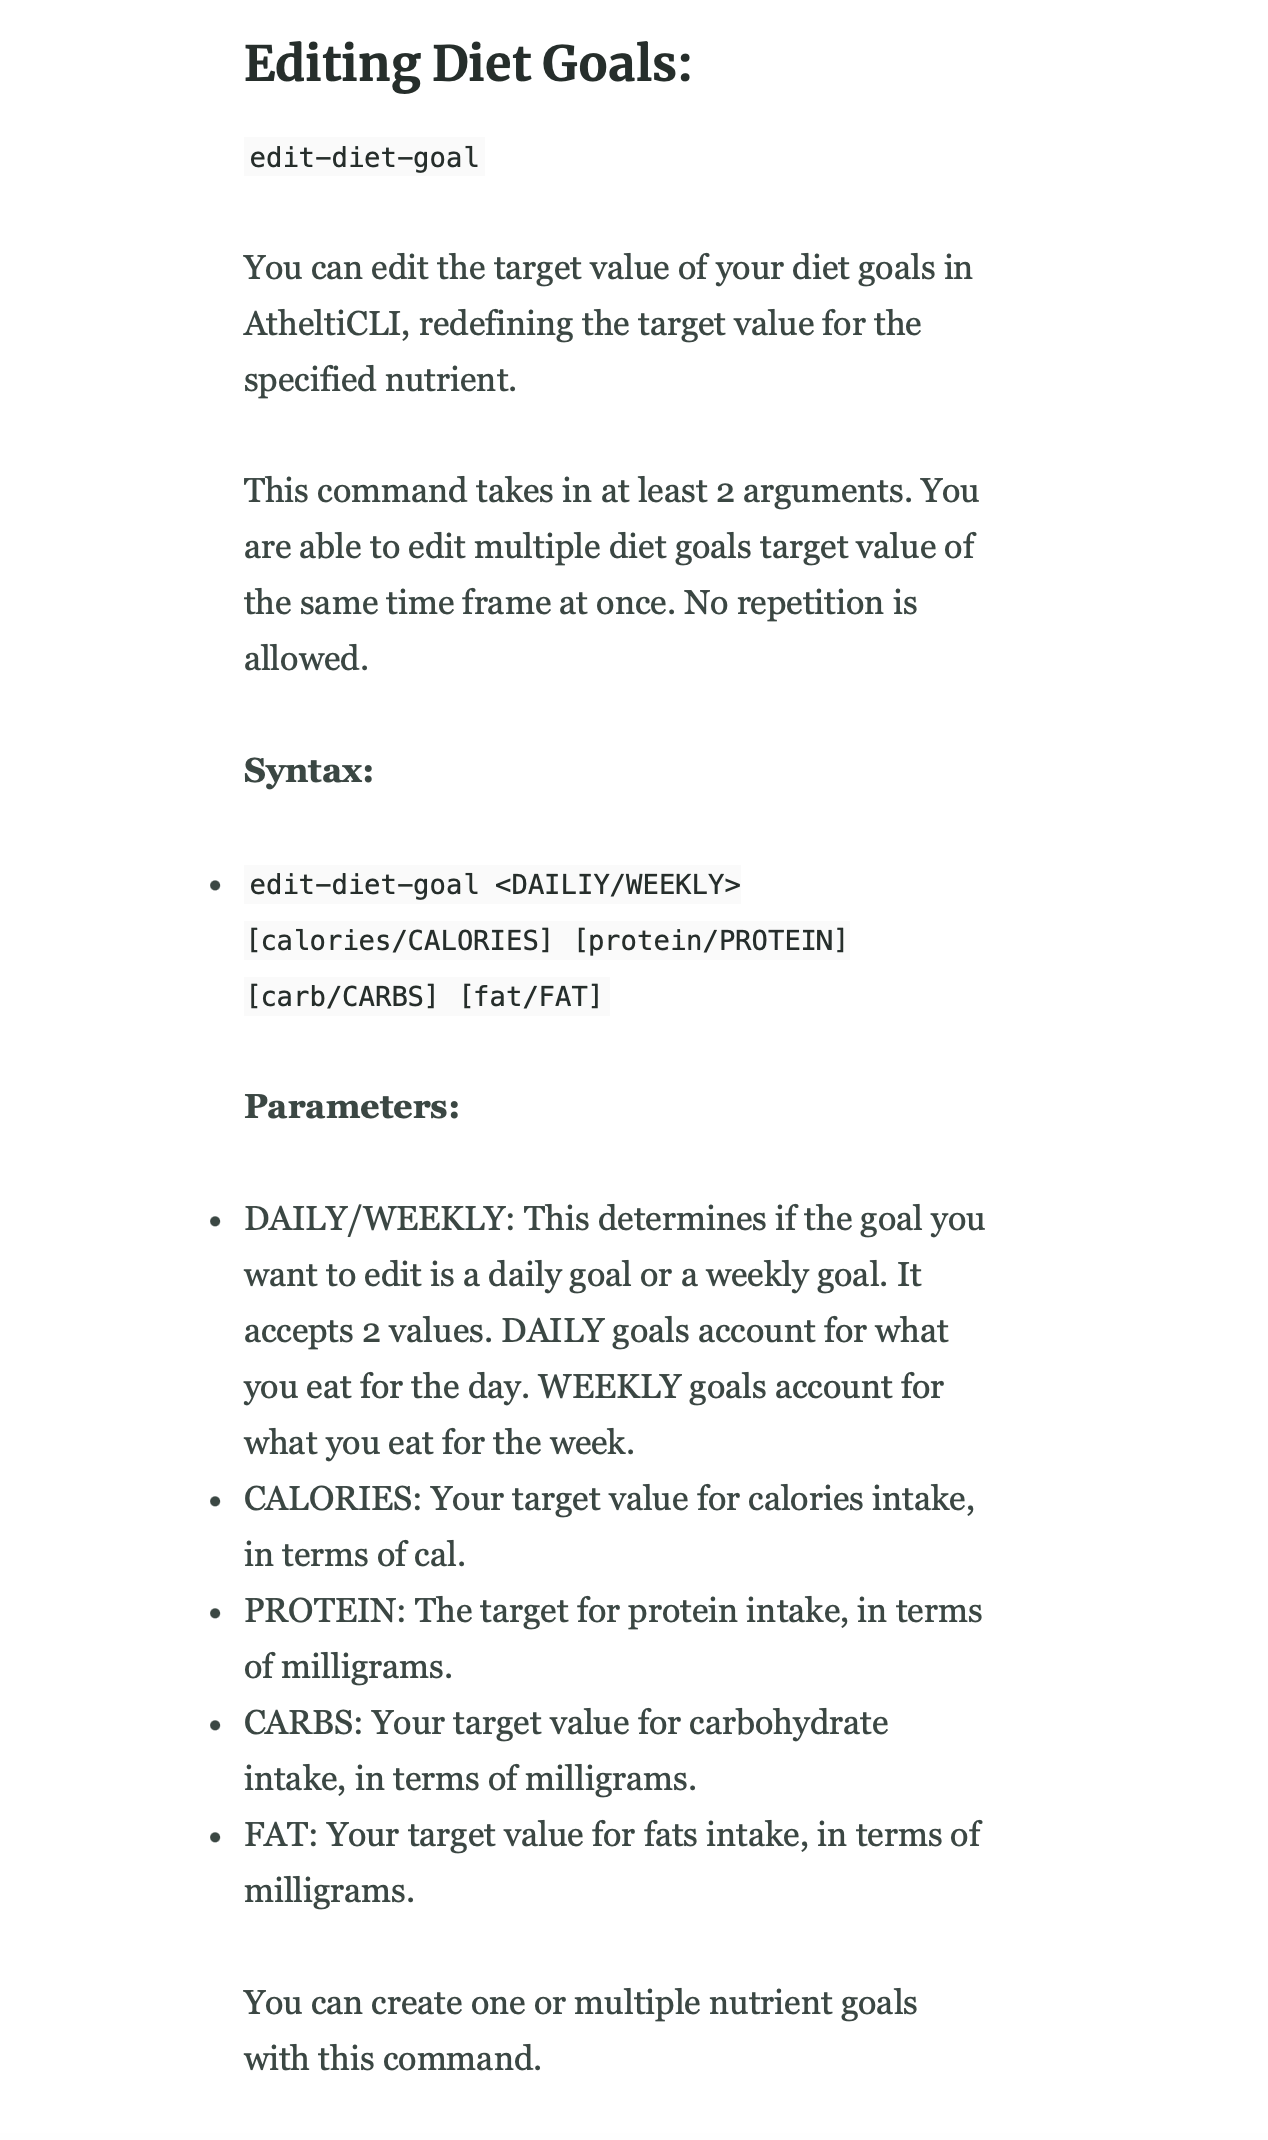 Editing Diet Goals:
edit-diet-goal
You can edit the target value of your diet goals in
AtheltiCLI, redefining the target value for the
specified nutrient.
This command takes in at least 2 arguments. You
are able to edit multiple diet goals target value of
the same time frame at once. No repetition is
allowed.
Syntax:
• edit-diet-goal <DAILIY/WEEKLY>
[calories/CALORIES] [protein/PROTEIN]
[carb/CARBS] [fat/FAT]
Parameters:
• DAILY/WEEKLY: This determines if the goal you
want to edit is a daily goal or a weekly goal. It
accepts 2 values. DAILY goals account for what
you eat for the day. WEEKLY goals account for
what you eat for the week.
• CALORIES: Your target value for calories intake,
in terms of cal.
• PROTEIN: The target for protein intake, in terms
of milligrams.
• CARBS: Your target value for carbohydrate
intake, in terms of milligrams.
• FAT: Your target value for fats intake, in terms of
milligrams.
You can create one or multiple nutrient goals
with this command.